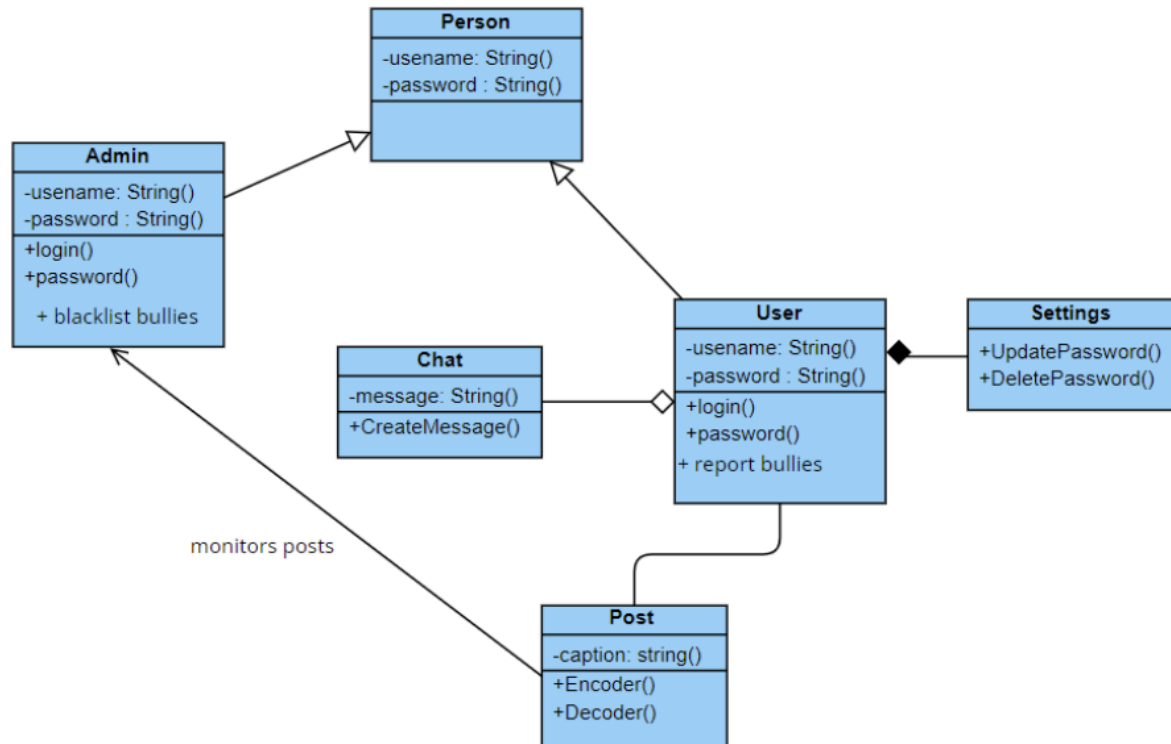 Person
-usename: String()
-password : String()
Admin
-usename: String()
-password : String()
+login()
+password()
+ blacklist bullies
User
-usename: String()
-password : String()
+login()
+password()
+ report bullies
Settings
+UpdatePassword()
+DeletePassword()
Chat
-message: String()
+CreateMessage()
monitors posts
Post
-caption: string()
+Encoder()
+Decoder()